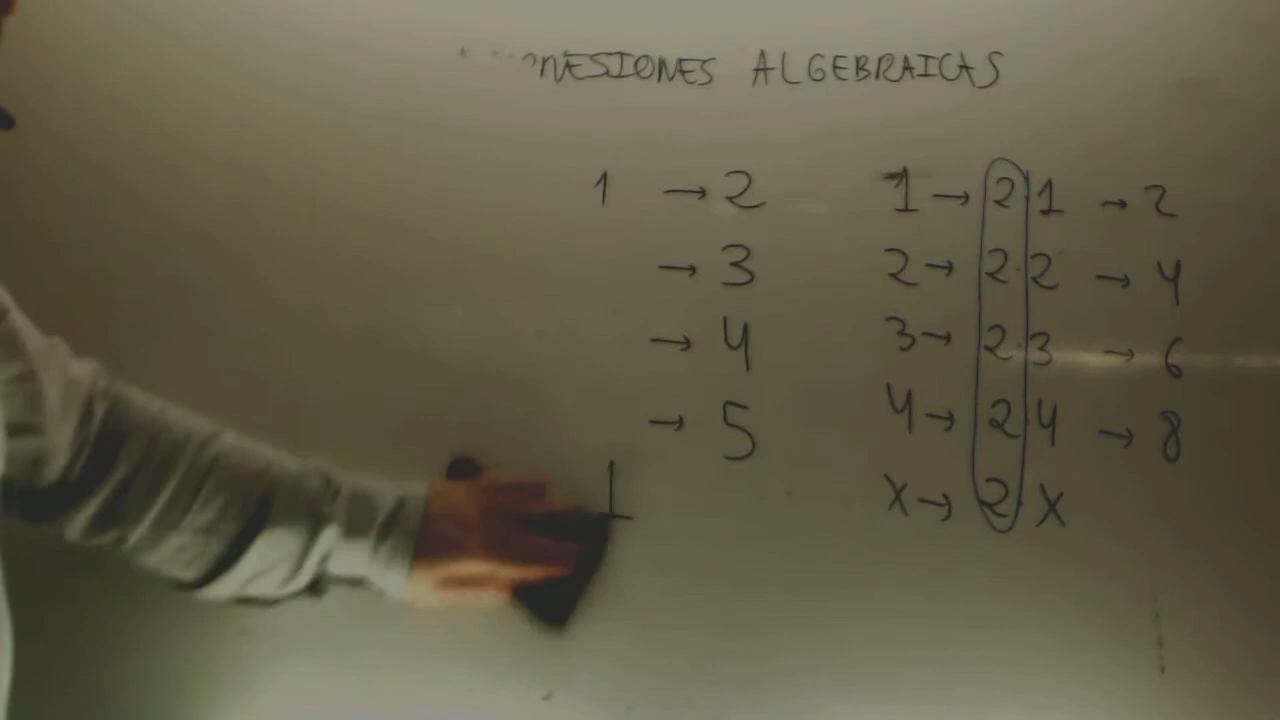 ALGEBRAICAS
1 → 2 1 → 2 1 → 2
→ 3 2 → 2 · 2 → 4
→ 4 3 → 2 · 3 → 6
→ 5 4 → 2 4 → 8
X → 2 · X